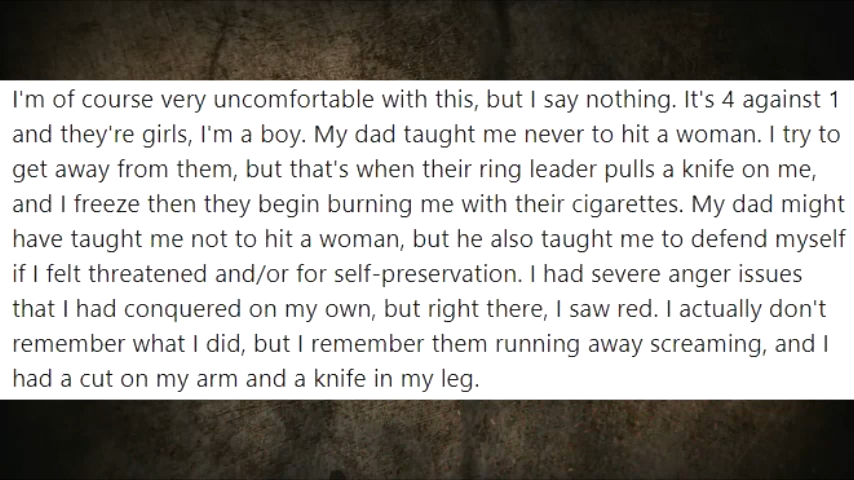 I'm of course very uncomfortable with this, but I say nothing. It's 4 against 1
and they're girls, I'm a boy. My dad taught me never to hit a woman. I try to
get away from them, but that's when their ring leader pulls a knife on me,
and I freeze then they begin burning me with their cigarettes. My dad might
have taught me not to hit a woman, but he also taught me to defend myself
if I felt threatened and/or for self-preservation. I had severe anger issues
that I had conquered on my own, but right there, I saw red. I actually don't
remember what I did, but I remember them running away screaming, and I
had a cut on my arm and a knife in my leg.